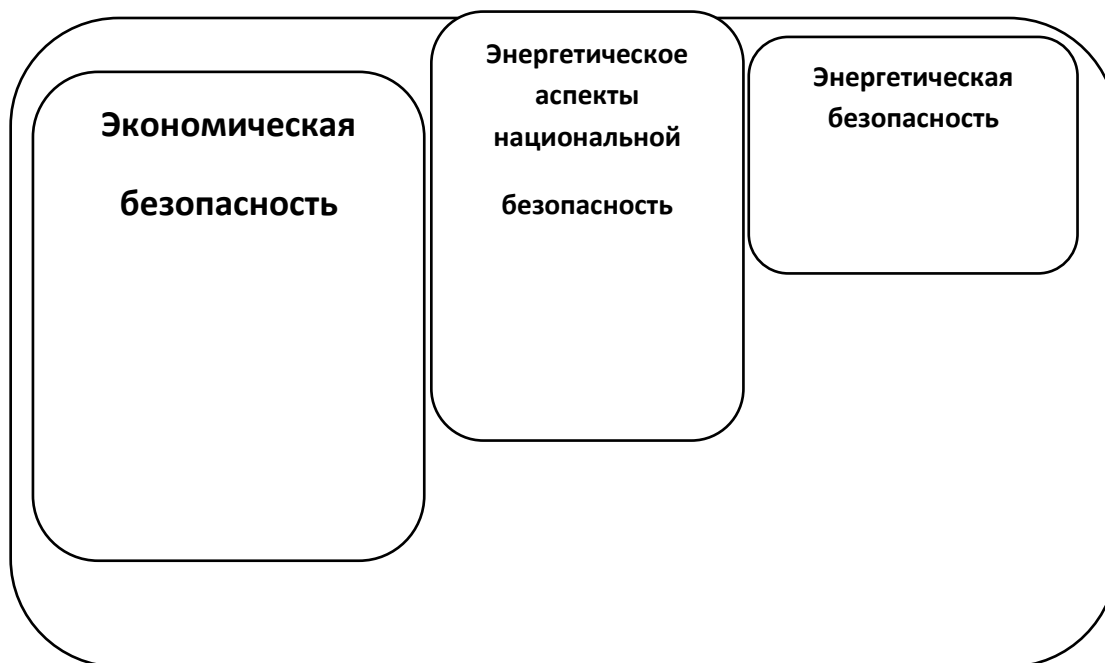 Экономическая
безопасность
Энергетическое
аспекты
национальной
безопасность
Энергетическая
безопасность